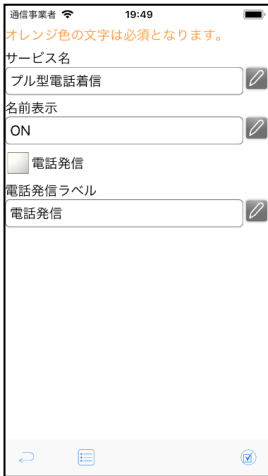 通信事業者 19:49
オレンジ色の文字は必須となります。
サービス名
プル型電話着信
名前表示
ON
電話発信
電話発信ラベル
電話発信